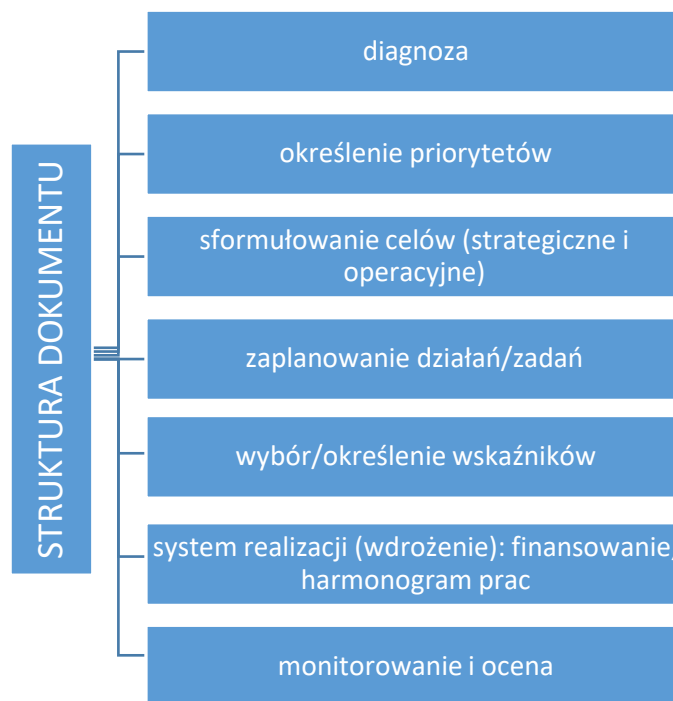 STRUKTURA DOKUMENTU
diagnoza
określenie priorytetów
sformułowanie celów (strategiczne i
operacyjne)
zaplanowanie działań/zadań
wybór/określenie wskaźników
system realizacji (wdrożenie): finansowanie,
harmonogram prac
monitorowanie i ocena